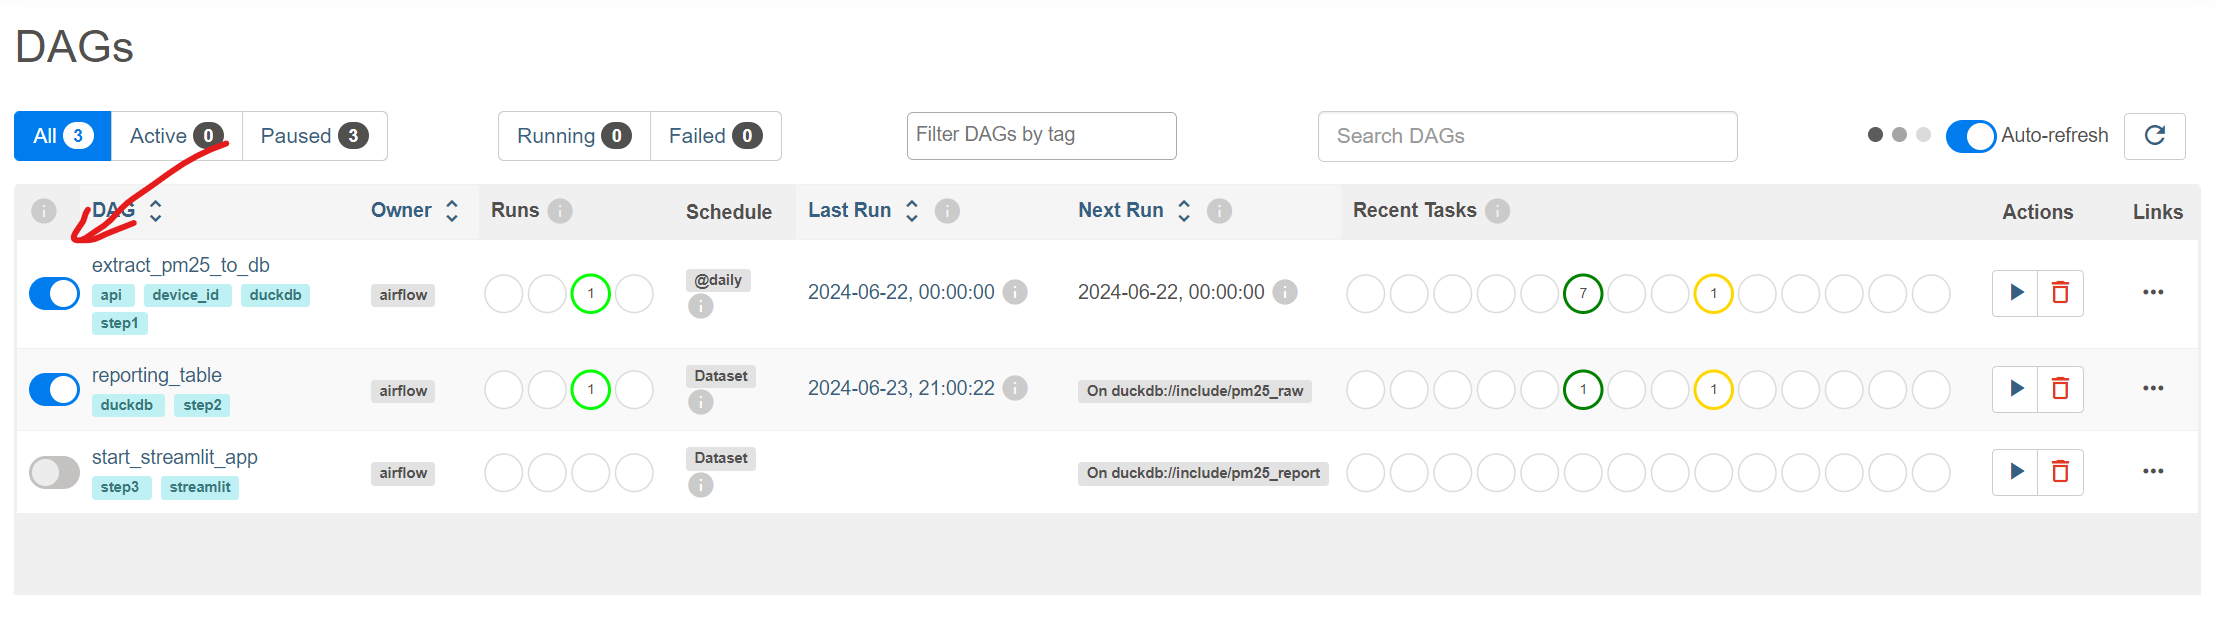 DAGs
All 3 Active 0 Paused 3 Running 0 Failed 0 Filter DAGs by tag Search DAGs Auto-refresh
i DAG Owner Runs i Schedule Last Run i Next Run i Recent Tasks i Actions Links
extract_pm25_to_db
api device_id duckdb
step1
airflow
1
@daily
i
2024-06-22, 00:00:00 i
2024-06-22, 00:00:00 i
7 1
reporting_table
duckdb step2
airflow
1
Dataset
i
2024-06-23, 21:00:22 i
On duckdb://include/pm25_raw
1 1
start_streamlit_app
step3 streamlit
airflow
Dataset
i
On duckdb://include/pm25_report